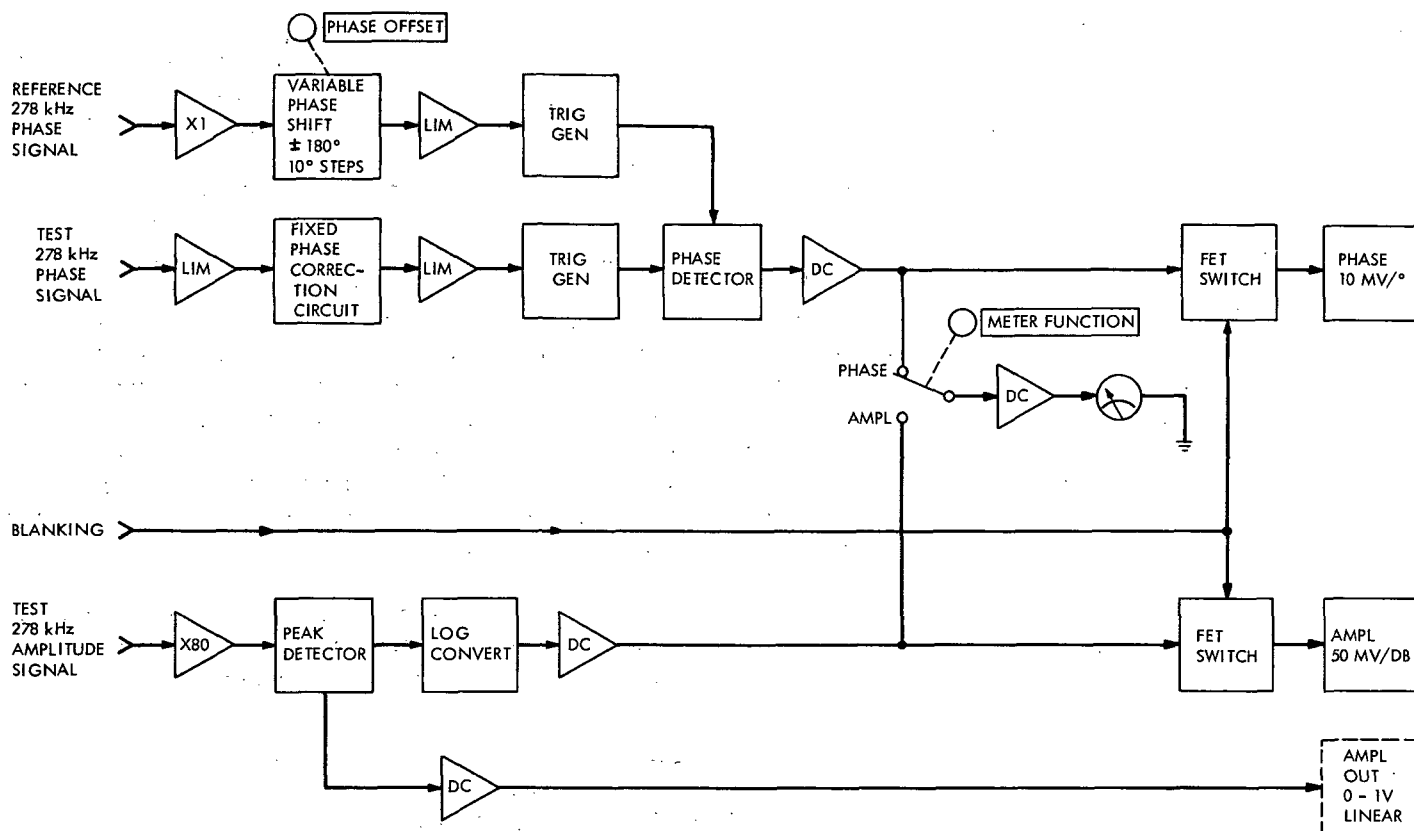 PHASE OFFSET
REFERENCE
278 kHz
PHASE
SIGNAL
X1
VARIABLE
PHASE
SHIFT
± 180°
10° STEPS
LIM
TRIG
GEN
TEST
278 kHz
PHASE
SIGNAL
LIM
FIXED
PHASE
CORREC-
TION
CIRCUIT
LIM
TRIG
GEN
PHASE
DETECTOR
DC
FET
SWITCH
PHASE
10 MV/°
METER FUNCTION
PHASE
DC
AMPL
BLANKING
TEST
278 kHz
AMPLITUDE
SIGNAL
X80
PEAK
DETECTOR
LOG
CONVERT
DC
FET
SWITCH
AMPL
50 MV/DB
DC
AMPL
OUT
0 - 1V
LINEAR